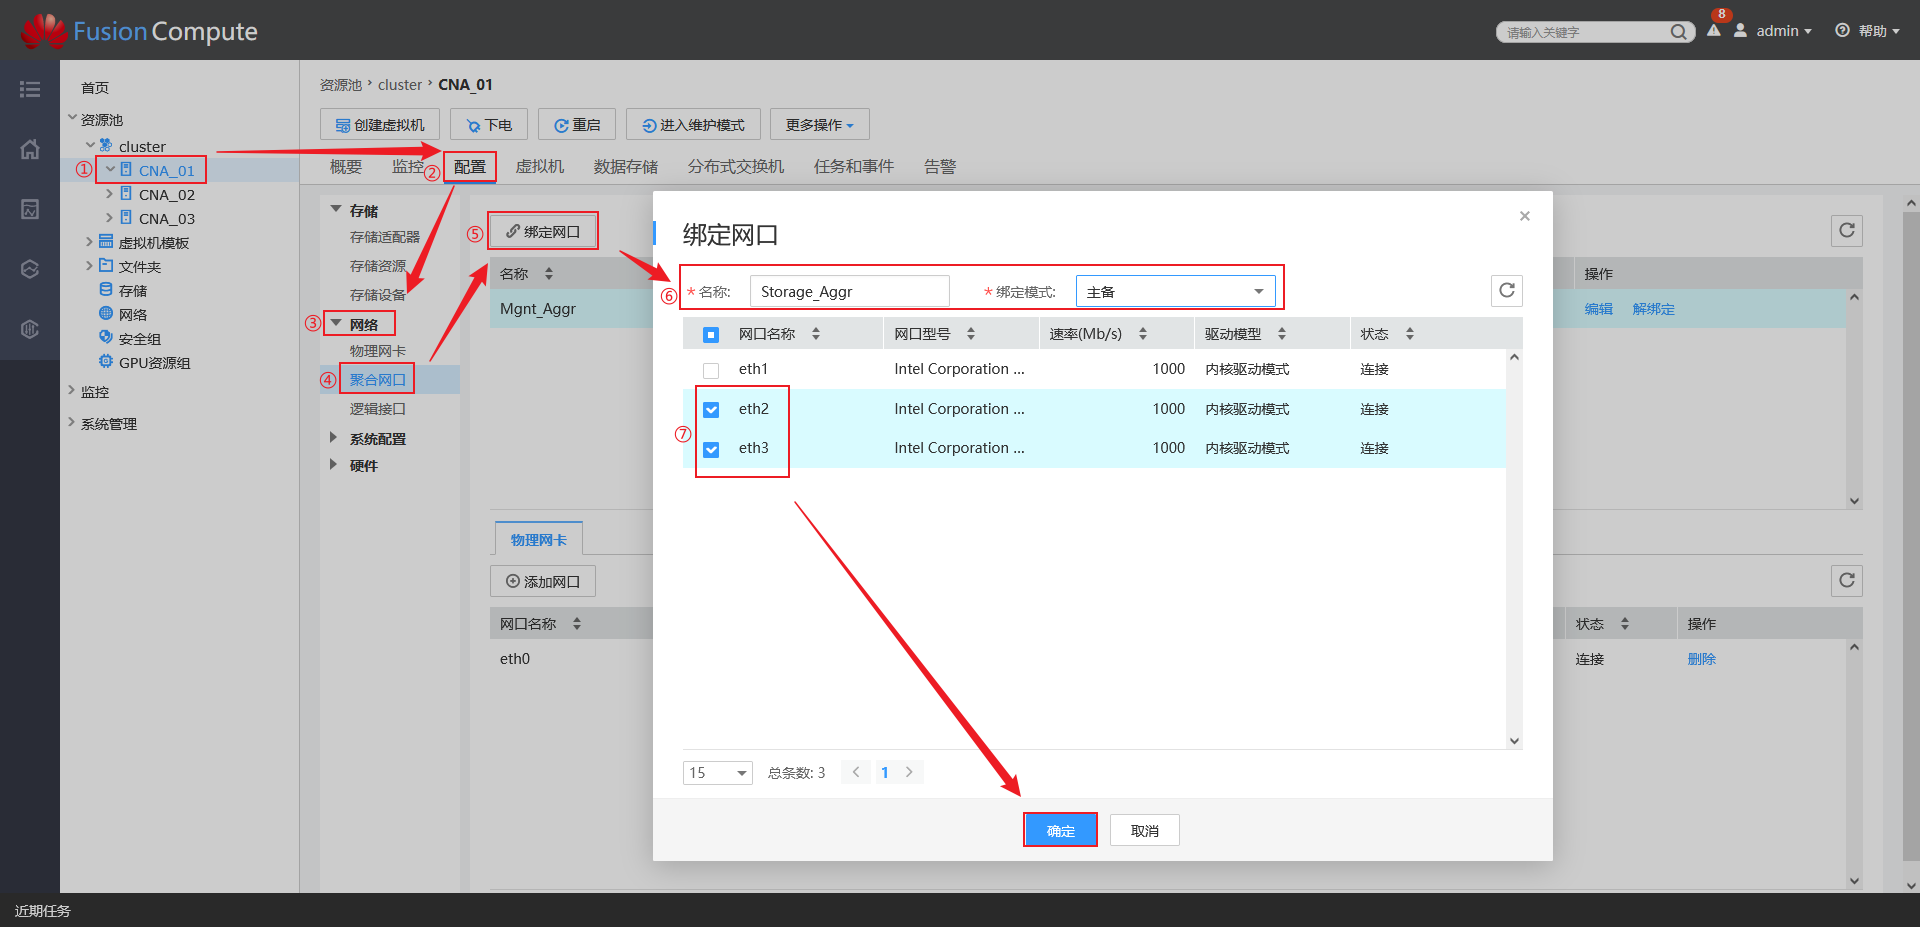 FusionCompute
请输入关键字
8
admin
帮助
首页
资源池
cluster
① CNA_01
CNA_02
CNA_03
虚拟机模板
文件夹
存储
网络
安全组
GPU资源组
监控
系统管理
资源池 › cluster › CNA_01
创建虚拟机 下电 重启 进入维护模式 更多操作
概要 监控 ② 配置 虚拟机 数据存储 分布式交换机 任务和事件 告警
存储
存储适配器
存储资源
存储设备
③ 网络
物理网卡
④ 聚合网口
逻辑接口
系统配置
硬件
⑤ 绑定网口
名称 操作
Mgnt_Aggr 编辑 解绑定
物理网卡
添加网口
网口名称 状态 操作
eth0 连接 删除
绑定网口 ×
⑥ *名称: Storage_Aggr *绑定模式: 主备
网口名称 网口型号 速率(Mb/s) 驱动模型 状态
eth1 Intel Corporation ... 1000 内核驱动模式 连接
eth2 Intel Corporation ... 1000 内核驱动模式 连接
⑦
eth3 Intel Corporation ... 1000 内核驱动模式 连接
15 总条数: 3 < 1 >
确定 取消
近期任务